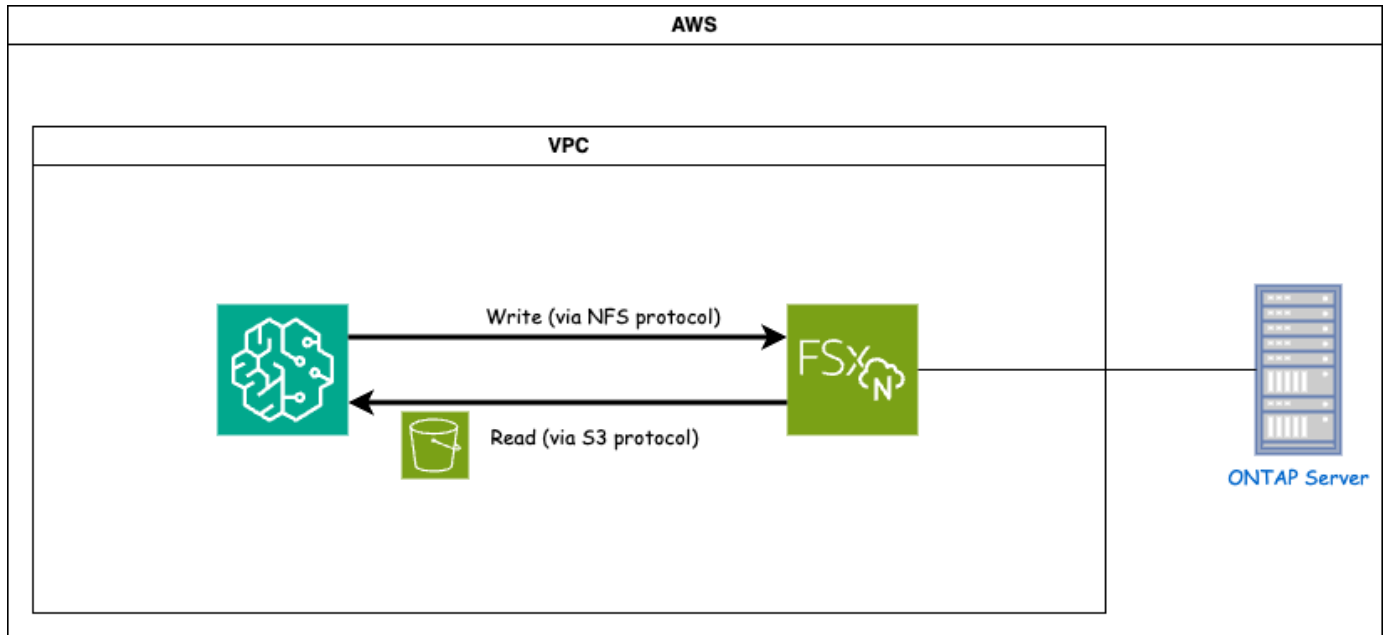 AWS
VPC
Write (via NFS protocol)
FSx
N
Read (via S3 protocol)
ONTAP Server